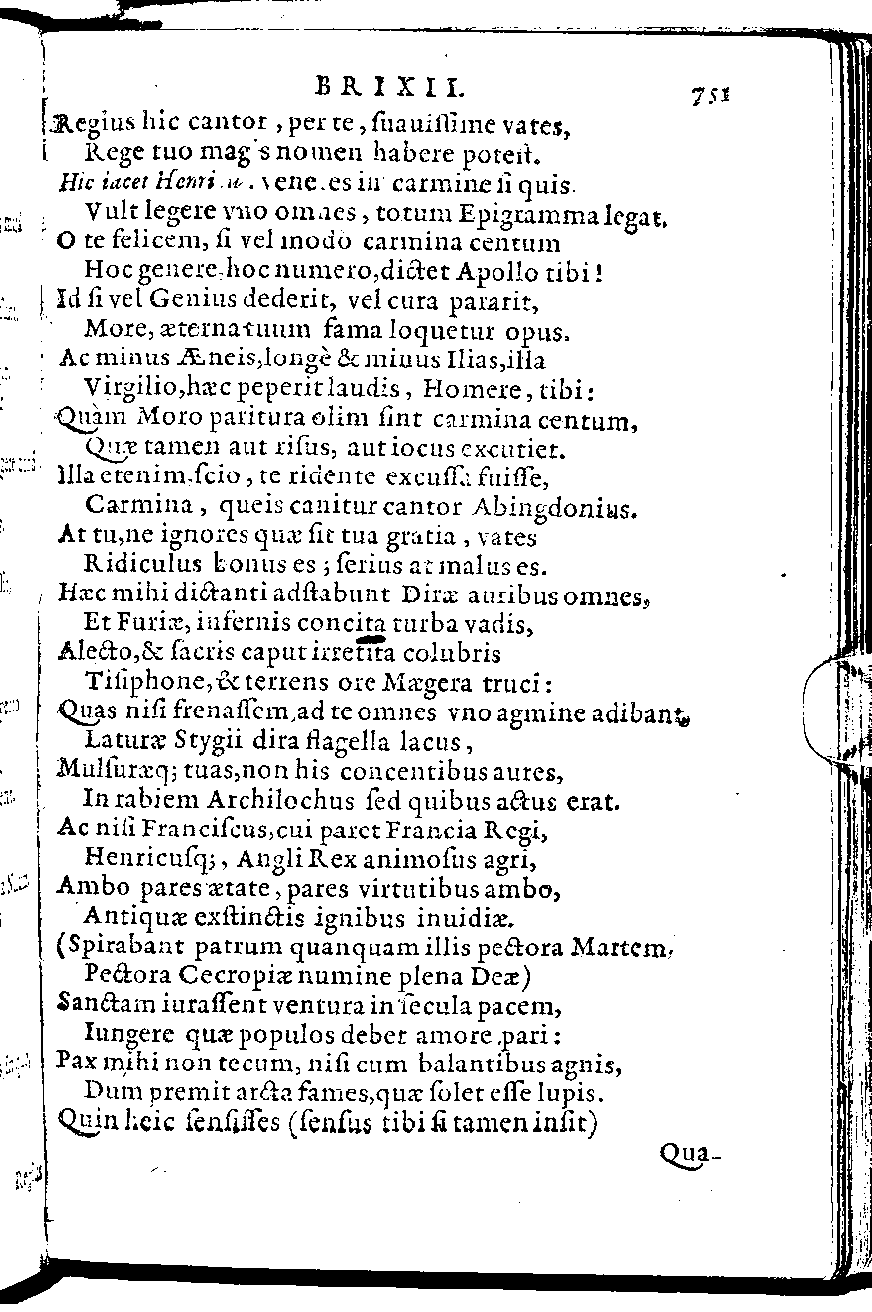 BRIXII. 751
Regius hic cantor, per te, ſuauiſſime vates,
Rege tuo mag's nomen habere poteſt.
Hic iacet Henri in carmine ſi quis
Vult legere vno omnes, totum Epigramma legat.
O te felicem, ſi vel modò carmina centum
Hoc genere, hoc numero, dictet Apollo tibi!
Id ſi vel Genius dederit, vel cura pararit,
More, æternatuum fama loquetur opus.
Ac minus Æneis, longè & minus Ilias, illa
Virgilio, hæc peperit laudis, Homere, tibi:
Quàm Moro paritura olim ſint carmina centum,
Quæ tamen aut riſus, aut iocus excutiet.
Illa etenim, ſcio, te ridente excuſſa fuiſſe,
Carmina, queis canitur cantor Abingdonius.
At tu, ne ignores quæ ſit tua gratia, vates
Ridiculus bonus es; ſerius at malus es.
Hæc mihi dictanti adſtabunt Diræ auribus omnes,
Et Furiæ, infernis concita turba vadis,
Alecto, & ſacris caput irretita colubris
Tiſiphone, & terrens ore Mægera truci:
Quas niſi frenaſſem, ad te omnes vno agmine adibant,
Laturæ Stygii dira flagella lacus,
Mulſuræq; tuas, non his concentibus aures,
In rabiem Archilochus ſed quibus actus erat.
Ac niſi Franciſcus, cui paret Francia Regi,
Henricuſq;, Angli Rex animoſus agri,
Ambo pares ætate, pares virtutibus ambo,
Antiquæ exſtinctis ignibus inuidiæ.
(Spirabant patrum quanquam illis pectora Martem,
Pectora Cecropiæ numine plena Deæ)
Sanctam iuraſſent ventura in ſecula pacem,
Iungere quæ populos debet amore pari:
Pax mihi non tecum, niſi cum balantibus agnis,
Dum premit arcta fames, quæ ſolet eſſe lupis.
Quin heic ſenſiſſes (ſenſus tibi ſi tamen inſit)
Qua-